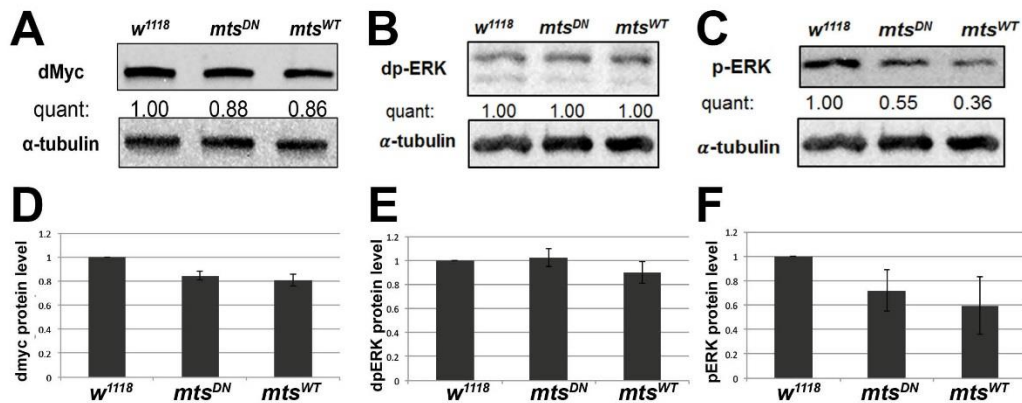 A
w1118 mtsDN mtsWT
dMyc
quant: 1.00 0.88 0.86
α-tubulin
B
w1118 mtsDN mtsWT
dp-ERK
quant: 1.00 1.00 1.00
α-tubulin
C
w1118 mtsDN mtsWT
p-ERK
quant: 1.00 0.55 0.36
α-tubulin
D
dmyc protein level
1.2
1
0.8
0.6
0.4
0.2
0
w1118 mtsDN mtsWT
E
dpERK protein level
1.2
1
0.8
0.6
0.4
0.2
0
w1118 mtsDN mtsWT
F
pERK protein level
1.2
1
0.8
0.6
0.4
0.2
0
w1118 mtsDN mtsWT